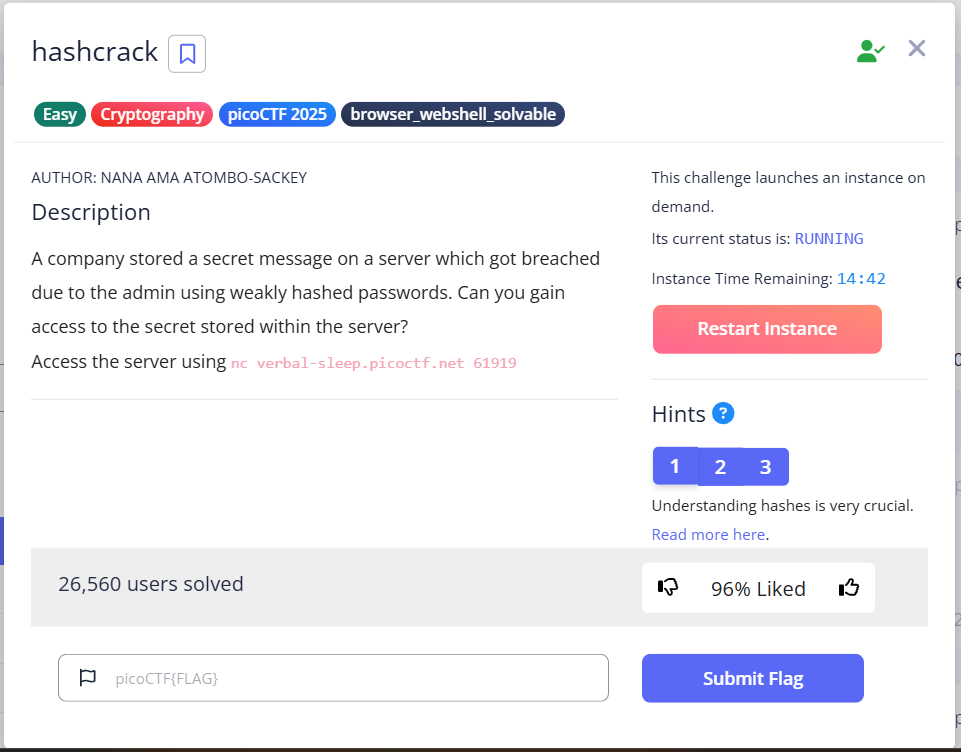 hashcrack
Easy Cryptography picoCTF 2025 browser_webshell_solvable
AUTHOR: NANA AMA ATOMBO-SACKEY
Description
A company stored a secret message on a server which got breached
due to the admin using weakly hashed passwords. Can you gain
access to the secret stored within the server?
Access the server using nc verbal-sleep.picoctf.net 61919
This challenge launches an instance on
demand.
Its current status is: RUNNING
Instance Time Remaining: 14:42
Restart Instance
Hints ?
1 2 3
Understanding hashes is very crucial.
Read more here.
26,560 users solved
96% Liked
picoCTF{FLAG}
Submit Flag